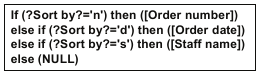 If (?Sort by?='n') then ([Order number])
else if (?Sort by?='d') then ([Order date])
else if (?Sort by?='s') then ([Staff name])
else (NULL)